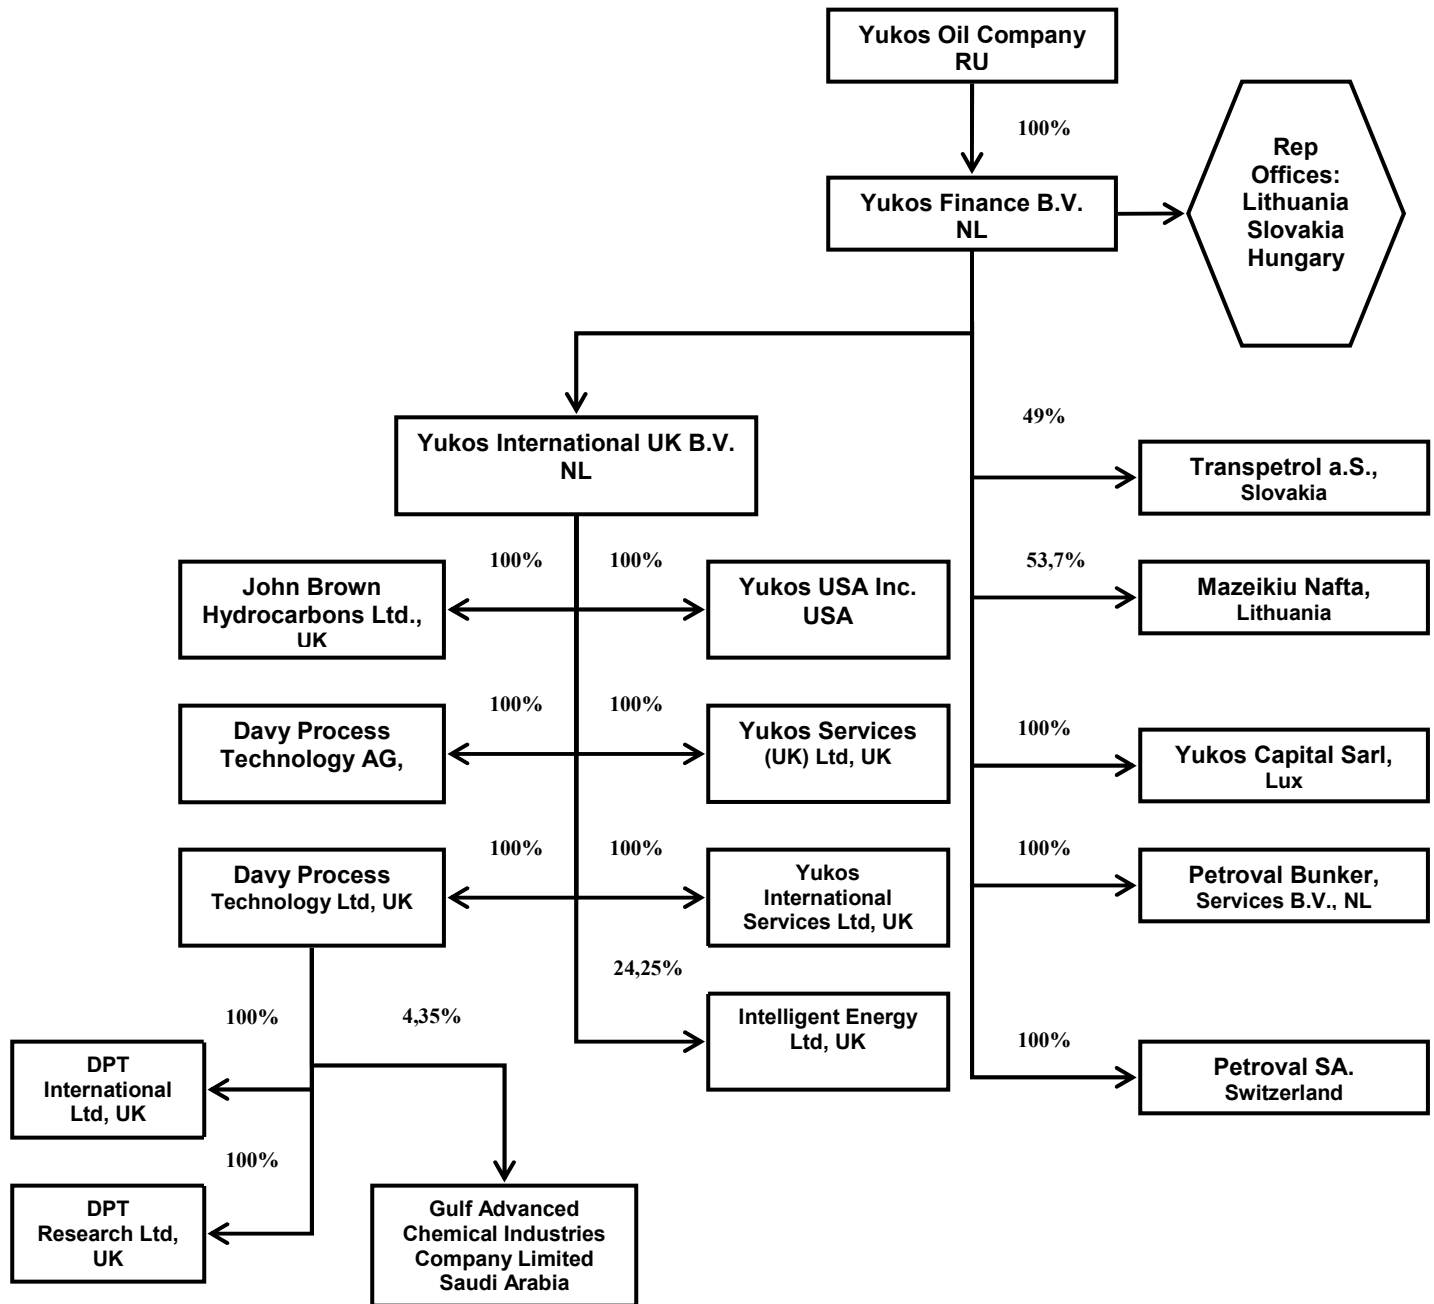 Yukos Oil Company
RU
100%
Yukos Finance B.V.
NL
Rep
Offices:
Lithuania
Slovakia
Hungary
Yukos International UK B.V.
NL
49%
Transpetrol a.S.,
Slovakia
53,7%
Mazeikiu Nafta,
Lithuania
100%
100%
John Brown
Hydrocarbons Ltd.,
UK
Yukos USA Inc.
USA
100%
100%
Davy Process
Technology AG,
Yukos Services
(UK) Ltd, UK
100%
Yukos Capital Sarl,
Lux
100%
100%
Davy Process
Technology Ltd, UK
Yukos
International
Services Ltd, UK
100%
Petroval Bunker,
Services B.V., NL
24,25%
Intelligent Energy
Ltd, UK
100%
Petroval SA.
Switzerland
100%
4,35%
DPT
International
Ltd, UK
100%
DPT
Research Ltd,
UK
Gulf Advanced
Chemical Industries
Company Limited
Saudi Arabia